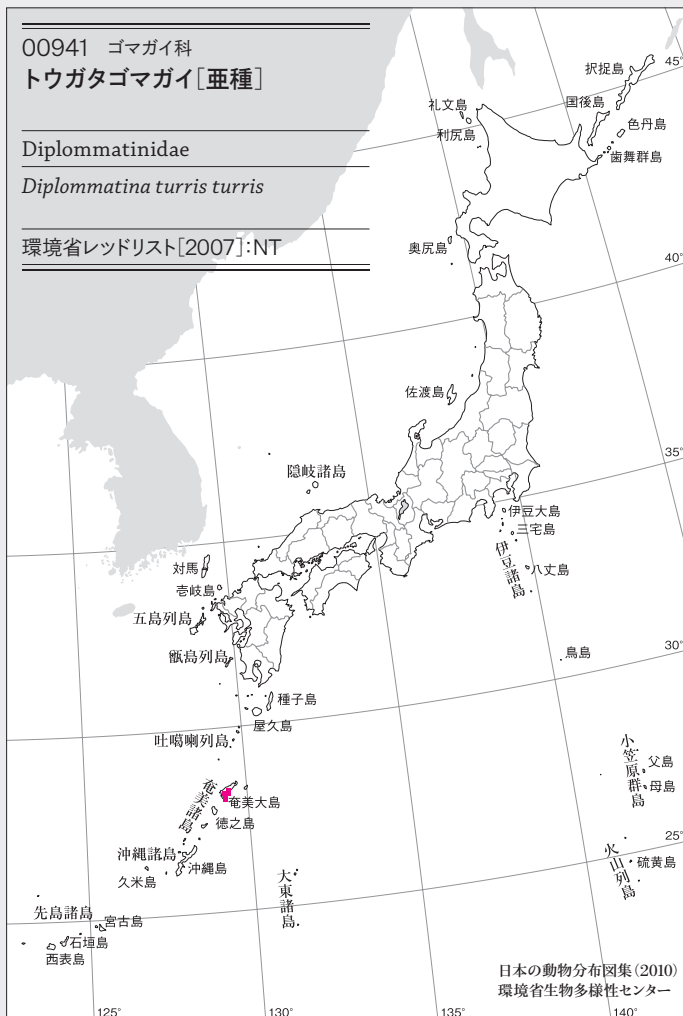 00941 ゴマガイ科
トウガタゴマガイ[亜種]
Diplommatinidae
Diplommatina turris turris
環境省レッドリスト[2007]:NT
45°
択捉島
国後島
礼文島
色丹島
利尻島
歯舞群島
奥尻島
40°
佐渡島
35°
隠岐諸島
伊豆大島
三宅島
伊豆諸島
八丈島
対馬
壱岐島
五島列島
甑島列島
鳥島
30°
種子島
屋久島
吐噶喇列島
小笠原群島
父島
母島
奄美諸島
奄美大島
徳之島
25°
沖縄諸島
沖縄島
久米島
大東諸島
火山列島
硫黄島
先島諸島
宮古島
石垣島
西表島
日本の動物分布図集(2010)
環境省生物多様性センター
125°
130°
135°
140°